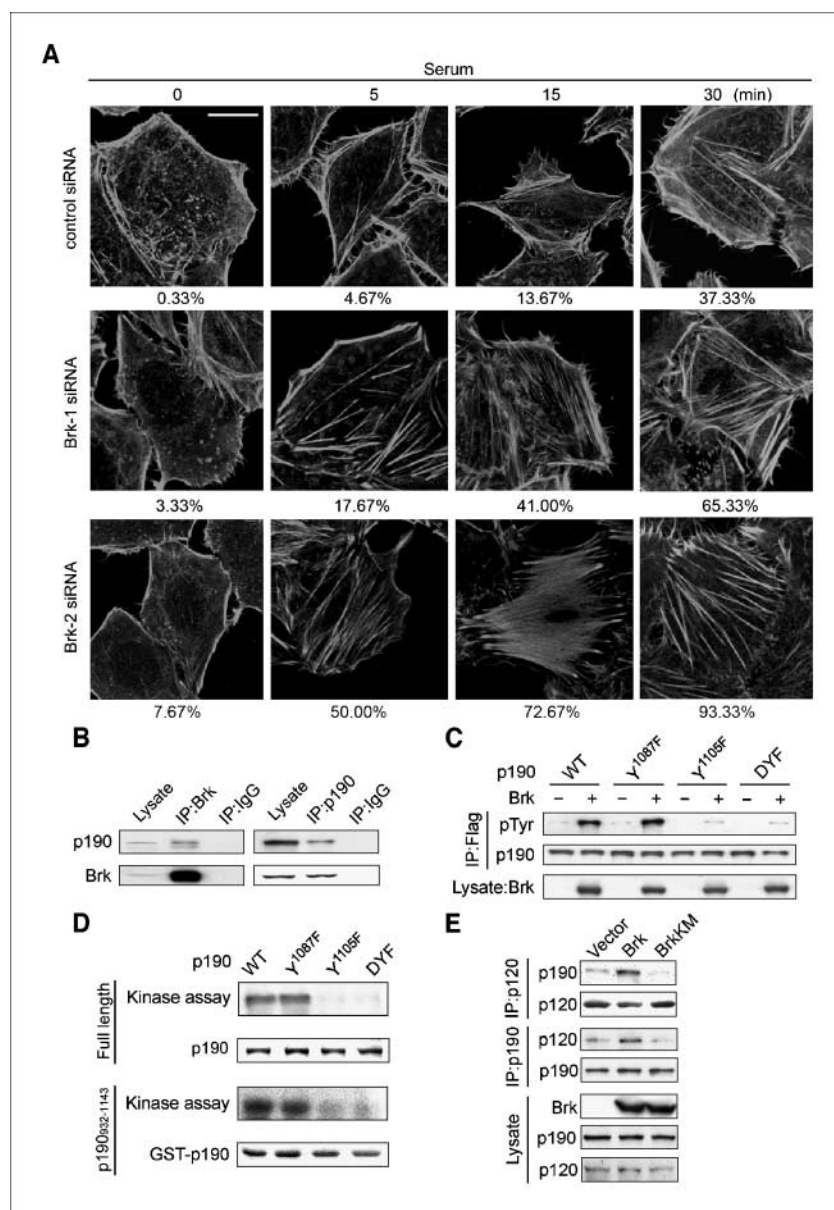 A
Serum
0 5 15 30 (min)
control siRNA
0.33% 4.67% 13.67% 37.33%
Brk-1 siRNA
3.33% 17.67% 41.00% 65.33%
Brk-2 siRNA
7.67% 50.00% 72.67% 93.33%
B
Lysate IP:Brk IP:IgG Lysate IP:p190 IP:IgG
p190
Brk
C
p190 WT Y1087F Y1105F DYF
Brk – + – + – + – +
IP:Flag
pTyr
p190
Lysate:Brk
D
p190 WT Y1087F Y1105F DYF
Full length
Kinase assay
p190
p190932-1143
Kinase assay
GST-p190
E
Vector Brk BrkKM
IP:p120
p190
p120
IP:p190
p120
p190
Lysate
Brk
p190
p120